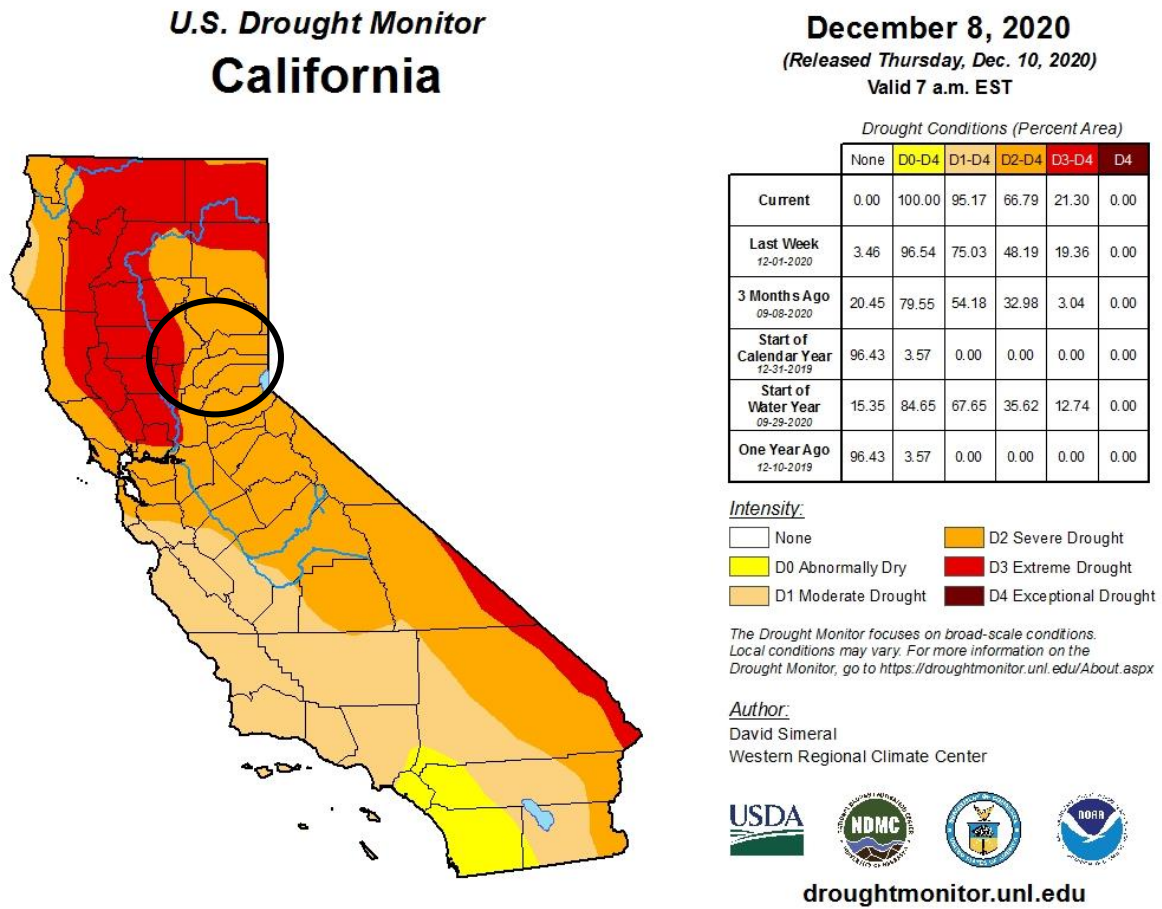 U.S. Drought Monitor
California
December 8, 2020
(Released Thursday, Dec. 10, 2020)
Valid 7 a.m. EST
Drought Conditions (Percent Area)
None D0-D4 D1-D4 D2-D4 D3-D4 D4
Current 0.00 100.00 95.17 66.79 21.30 0.00
Last Week
12-01-2020 3.46 96.54 75.03 48.19 19.36 0.00
3 Months Ago
09-08-2020 20.45 79.55 54.18 32.98 3.04 0.00
Start of
Calendar Year
12-31-2019 96.43 3.57 0.00 0.00 0.00 0.00
Start of
Water Year
09-29-2020 15.35 84.65 67.65 35.62 12.74 0.00
One Year Ago
12-10-2019 96.43 3.57 0.00 0.00 0.00 0.00
Intensity:
None
D0 Abnormally Dry
D1 Moderate Drought
D2 Severe Drought
D3 Extreme Drought
D4 Exceptional Drought
The Drought Monitor focuses on broad-scale conditions.
Local conditions may vary. For more information on the
Drought Monitor, go to https://droughtmonitor.unl.edu/About.aspx
Author:
David Simeral
Western Regional Climate Center
USDA
NDMC
NOAA
droughtmonitor.unl.edu